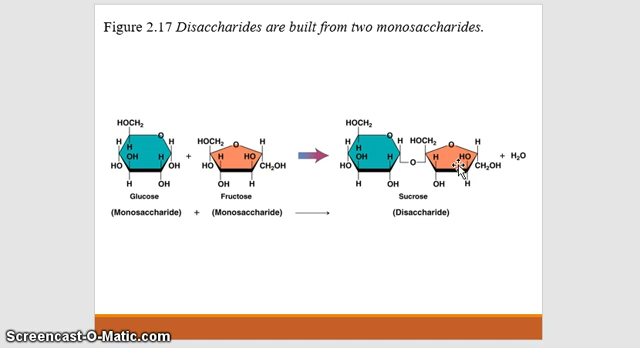 Figure 2.17 Disaccharides are built from two monosaccharides.
HOCH2 HOCH2
H O H HOCH2 O H H O H HOCH2 O H
H H
OH H + H HO OH H O H HO + H2O
HO OH CH2OH HO CH2OH
H OH OH H H OH OH H
Glucose Fructose Sucrose
(Monosaccharide) + (Monosaccharide) (Disaccharide)
Screencast-O-Matic.com